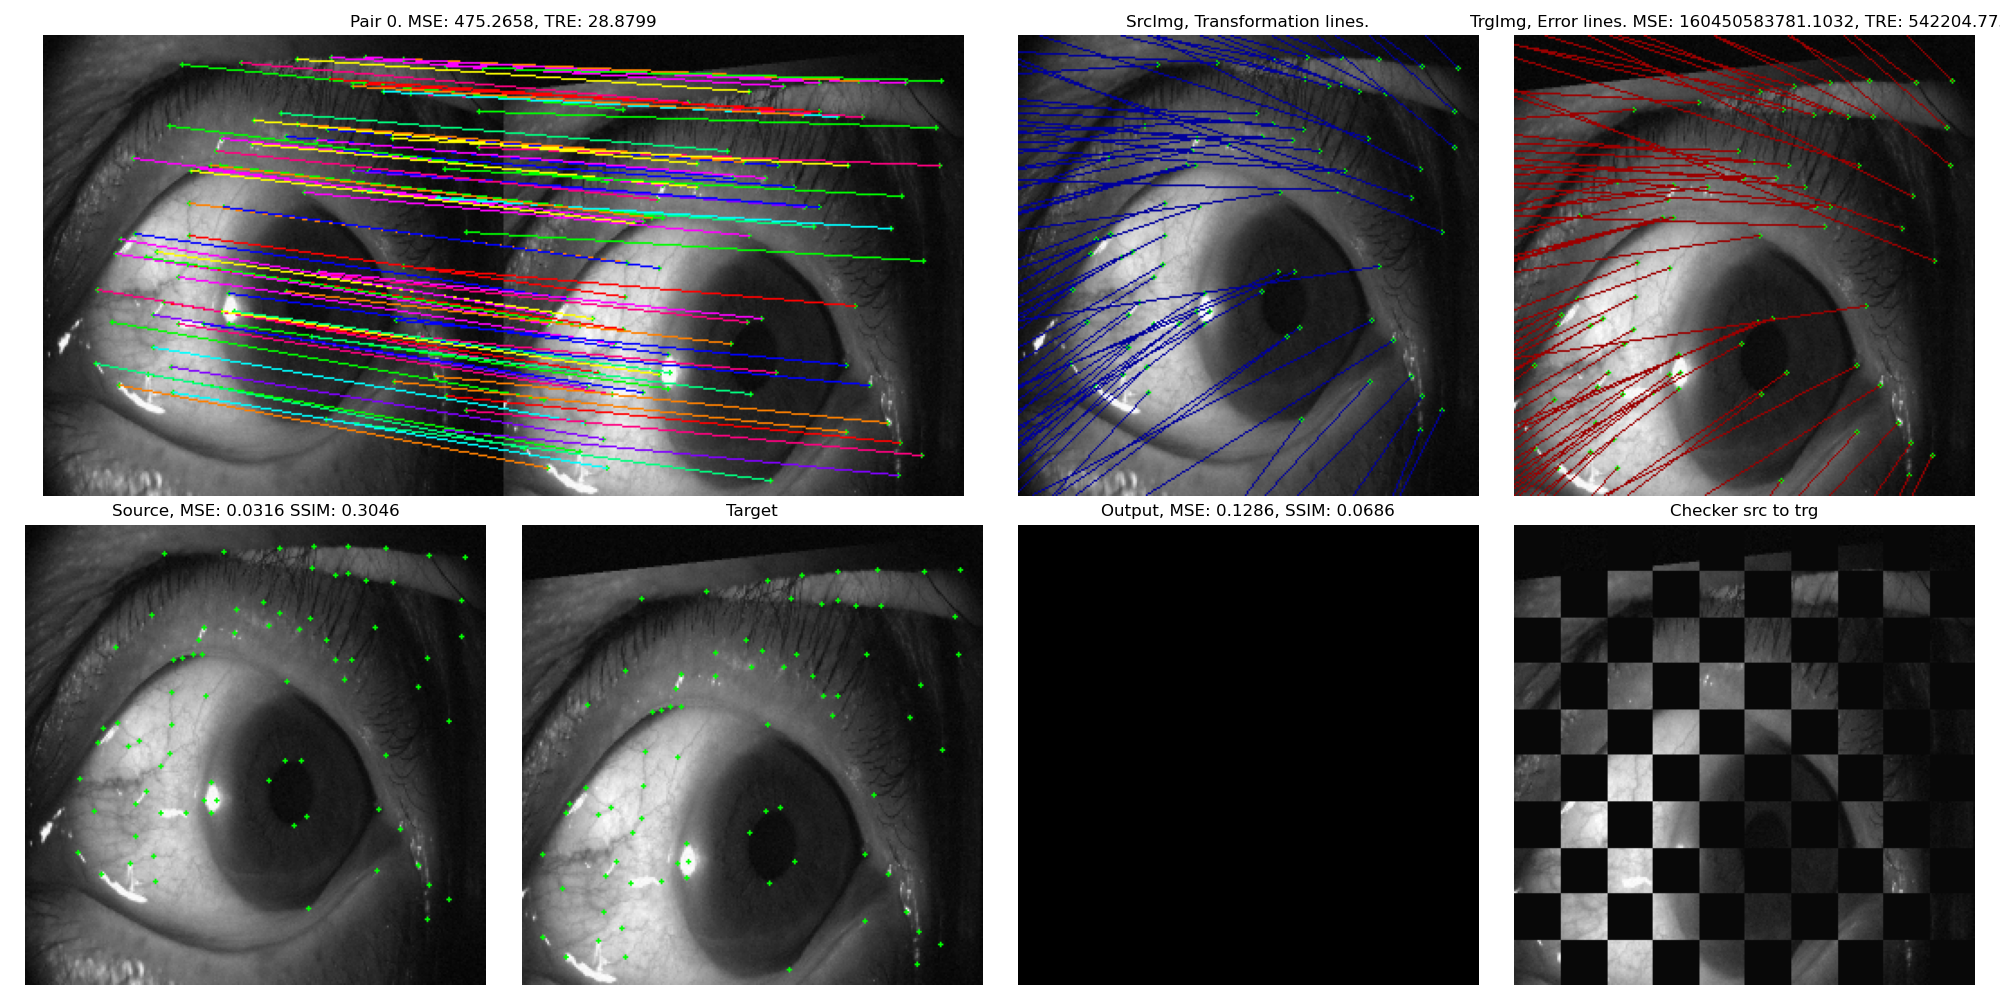 Pair 0. MSE: 475.2658, TRE: 28.8799
SrcImg, Transformation lines.
TrgImg, Error lines. MSE: 160450583781.1032, TRE: 542204.77
Source, MSE: 0.0316 SSIM: 0.3046
Target
Output, MSE: 0.1286, SSIM: 0.0686
Checker src to trg